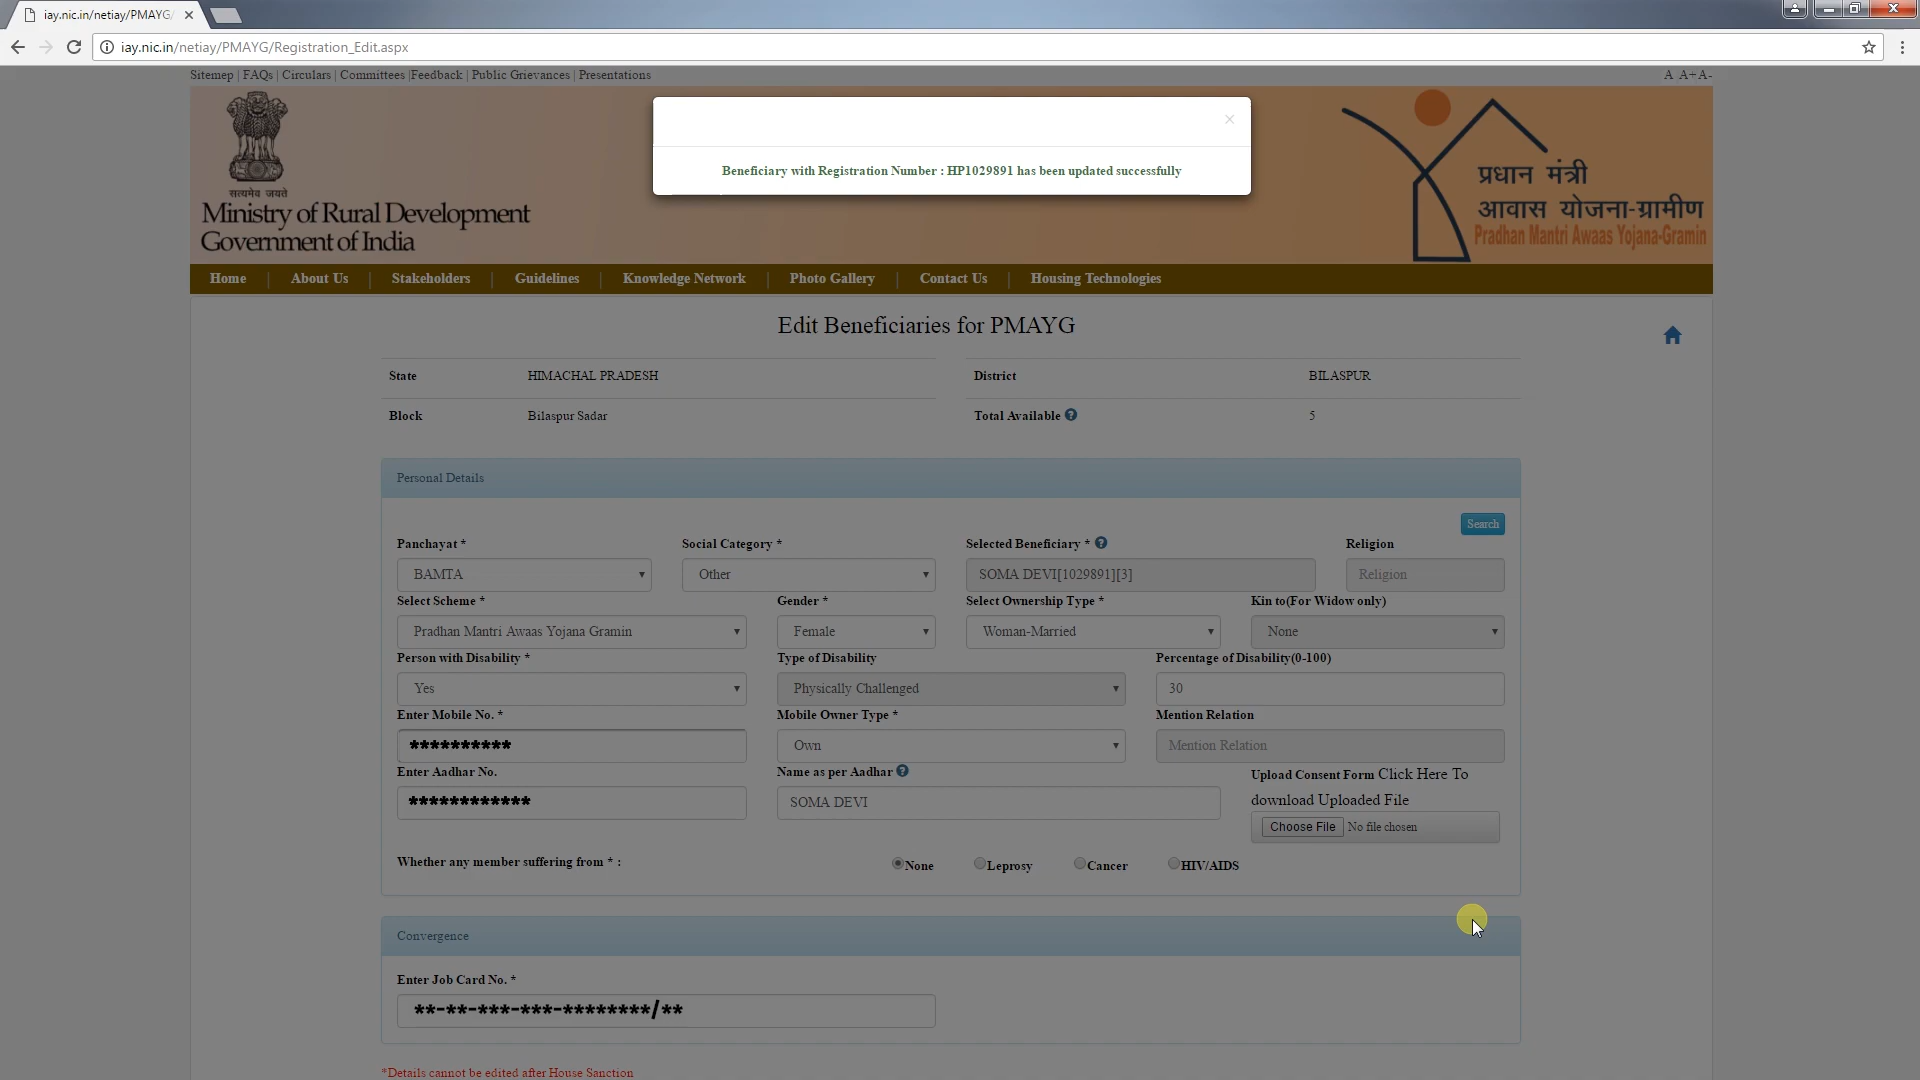 iay.nic.in/netiay/PMAYG/
iay.nic.in/netiay/PMAYG/Registration_Edit.aspx
Sitemep | FAQs | Circulars | Committees |Feedback | Public Grievances | Presentations
A A+A-
×
Beneficiary with Registration Number : HP1029891 has been updated successfully
सत्यमेव जयते
Ministry of Rural Development
Government of India
प्रधान मंत्री
आवास योजना-ग्रामीण
Pradhan Mantri Awaas Yojana-Gramin
Home | About Us | Stakeholders | Guidelines | Knowledge Network | Photo Gallery | Contact Us | Housing Technologies
Edit Beneficiaries for PMAYG
State HIMACHAL PRADESH District BILASPUR
Block Bilaspur Sadar Total Available ? 5
Personal Details
Search
Panchayat * Social Category * Selected Beneficiary * ? Religion
BAMTA Other SOMA DEVI[1029891][3] Religion
Select Scheme * Gender * Select Ownership Type * Kin to(For Widow only)
Pradhan Mantri Awaas Yojana Gramin Female Woman-Married None
Person with Disability * Type of Disability Percentage of Disability(0-100)
Yes Physically Challenged 30
Enter Mobile No. * Mobile Owner Type * Mention Relation
********** Own Mention Relation
Enter Aadhar No. Name as per Aadhar ? Upload Consent Form Click Here To
download Uploaded File
************ SOMA DEVI
Choose File No file chosen
Whether any member suffering from * : None Leprosy Cancer HIV/AIDS
Convergence
Enter Job Card No. *
**-**-***-***-********/**
*Details cannot be edited after House Sanction